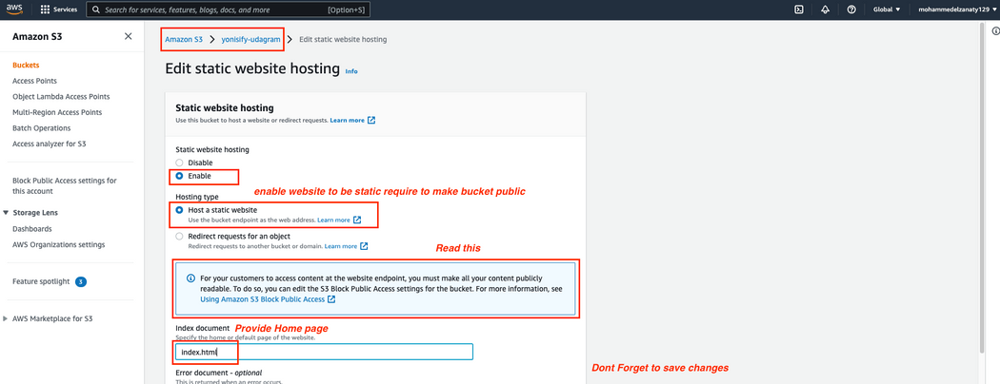 aws
Services
Search for services, features, blogs, docs, and more
[Option+S]
Global
mohammedelzanaty129
Amazon S3
Buckets
Access Points
Object Lambda Access Points
Multi-Region Access Points
Batch Operations
Access analyzer for S3
Block Public Access settings for
this account
Storage Lens
Dashboards
AWS Organizations settings
Feature spotlight 3
AWS Marketplace for S3
Amazon S3 > yonisify-udagram > Edit static website hosting
Edit static website hosting Info
Static website hosting
Use this bucket to host a website or redirect requests. Learn more
Static website hosting
Disable
Enable
enable website to be static require to make bucket public
Hosting type
Host a static website
Use the bucket endpoint as the web address. Learn more
Redirect requests for an object
Redirect requests to another bucket or domain. Learn more
Read this
For your customers to access content at the website endpoint, you must make all your content publicly
readable. To do so, you can edit the S3 Block Public Access settings for the bucket. For more information, see
Using Amazon S3 Block Public Access
Index document
Provide Home page
Specify the home or default page of the website.
index.html
Dont Forget to save changes
Error document - optional
This is returned when an error occurs.